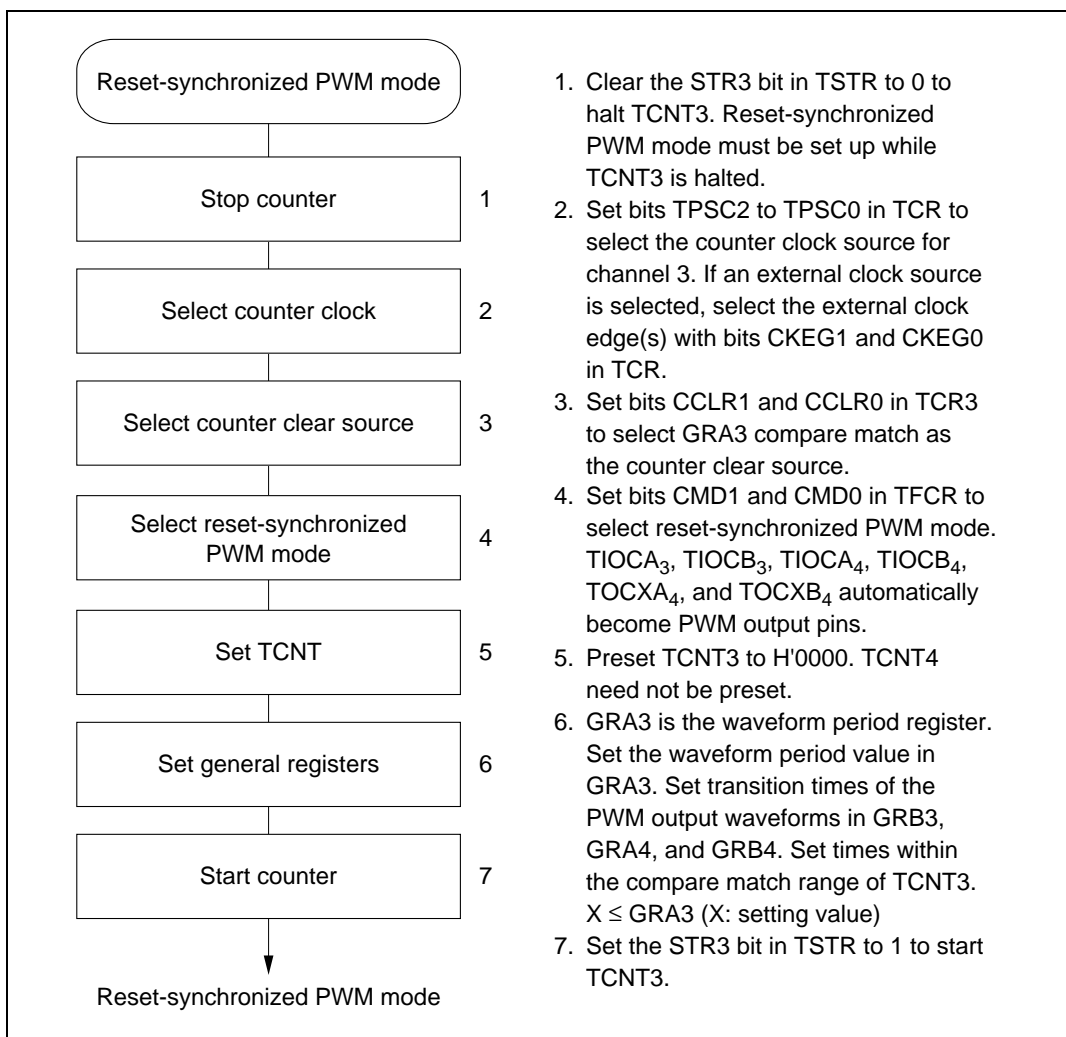 Reset-synchronized PWM mode
Stop counter 1
Select counter clock 2
Select counter clear source 3
Select reset-synchronized
PWM mode 4
Set TCNT 5
Set general registers 6
Start counter 7
Reset-synchronized PWM mode
1. Clear the STR3 bit in TSTR to 0 to
halt TCNT3. Reset-synchronized
PWM mode must be set up while
TCNT3 is halted.
2. Set bits TPSC2 to TPSC0 in TCR to
select the counter clock source for
channel 3. If an external clock source
is selected, select the external clock
edge(s) with bits CKEG1 and CKEG0
in TCR.
3. Set bits CCLR1 and CCLR0 in TCR3
to select GRA3 compare match as
the counter clear source.
4. Set bits CMD1 and CMD0 in TFCR to
select reset-synchronized PWM mode.
TIOCA3, TIOCB3, TIOCA4, TIOCB4,
TOCXA4, and TOCXB4 automatically
become PWM output pins.
5. Preset TCNT3 to H'0000. TCNT4
need not be preset.
6. GRA3 is the waveform period register.
Set the waveform period value in
GRA3. Set transition times of the
PWM output waveforms in GRB3,
GRA4, and GRB4. Set times within
the compare match range of TCNT3.
X ≤ GRA3 (X: setting value)
7. Set the STR3 bit in TSTR to 1 to start
TCNT3.